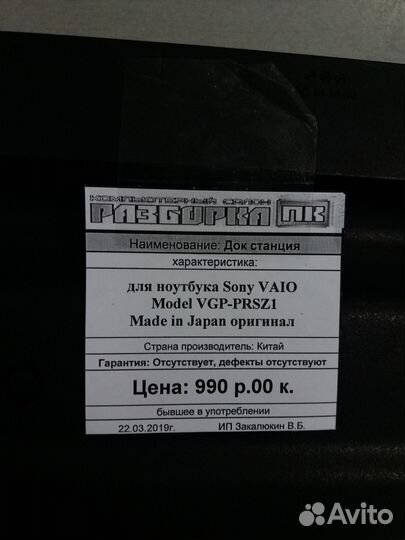 КОМПЬЮТЕРНЫЙ САЛОН
РАЗБОРКА ПК
Наименование: Док станция
характеристика:
для ноутбука Sony VAIO
Model VGP-PRSZ1
Made in Japan оригинал
Страна производитель: Китай
Гарантия: Отсутствует, дефекты отсутствуют
Цена: 990 р.00 к.
бывшее в употреблении
22.03.2019г. ИП Закалюкин В.Б.
Avito